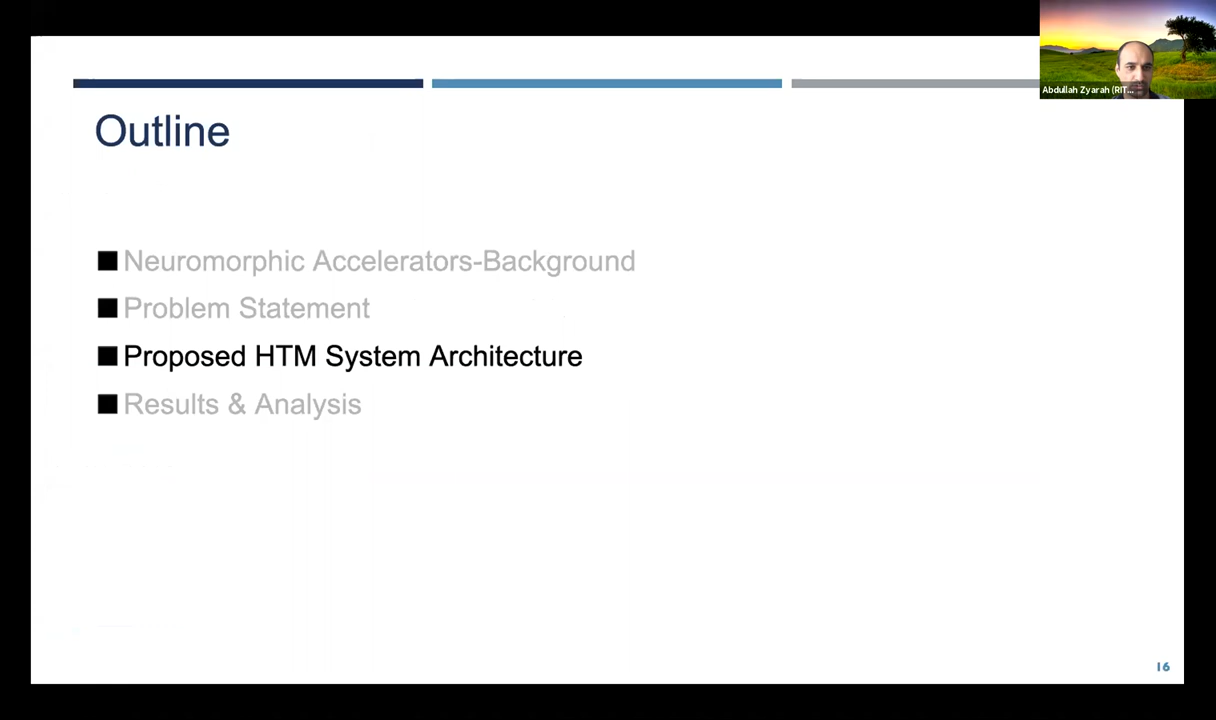 Abdullah Zyarah (RIT...
Outline
Neuromorphic Accelerators-Background
Problem Statement
Proposed HTM System Architecture
Results & Analysis
16